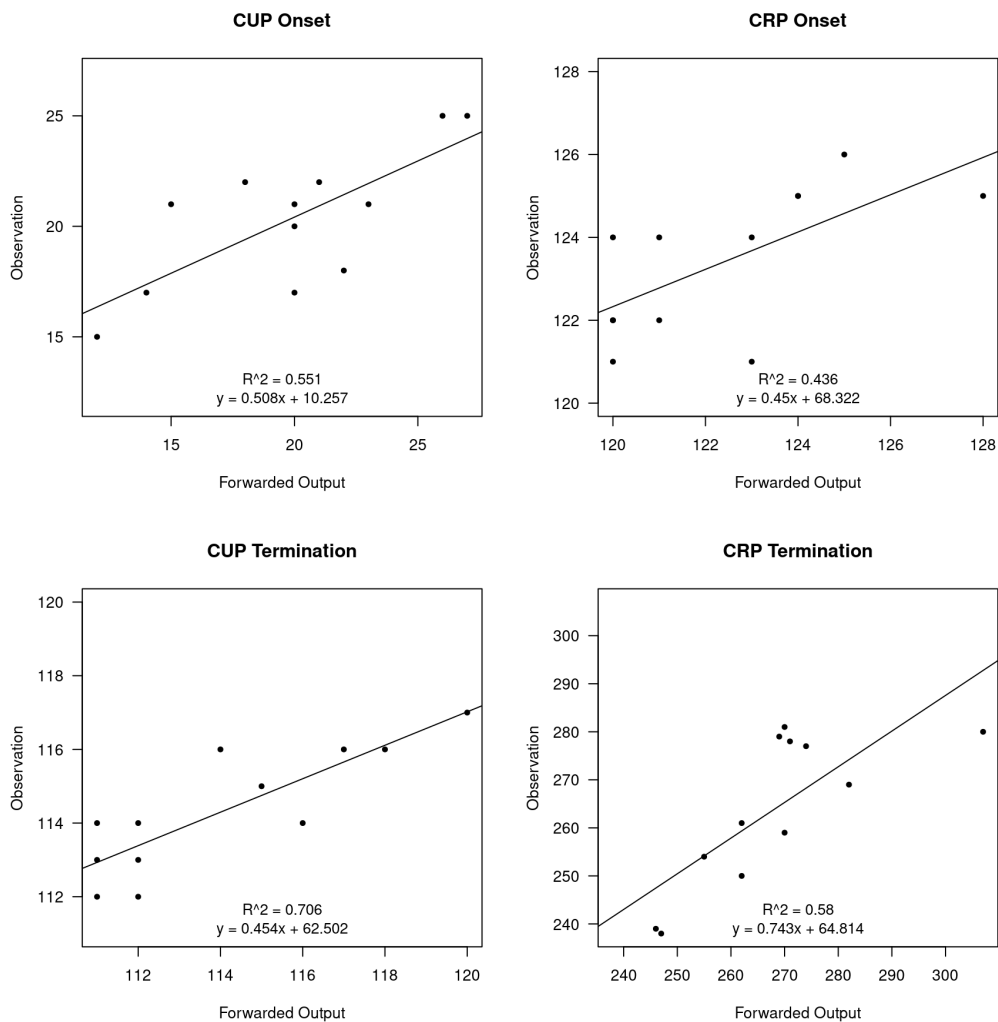 CUP Onset
Observation
25
20
15
R^2 = 0.551
y = 0.508x + 10.257
15 20 25
Forwarded Output
CRP Onset
Observation
128
126
124
122
120
R^2 = 0.436
y = 0.45x + 68.322
120 122 124 126 128
Forwarded Output
CUP Termination
Observation
120
118
116
114
112
R^2 = 0.706
y = 0.454x + 62.502
112 114 116 118 120
Forwarded Output
CRP Termination
Observation
300
290
280
270
260
250
240
R^2 = 0.58
y = 0.743x + 64.814
240 250 260 270 280 290 300
Forwarded Output